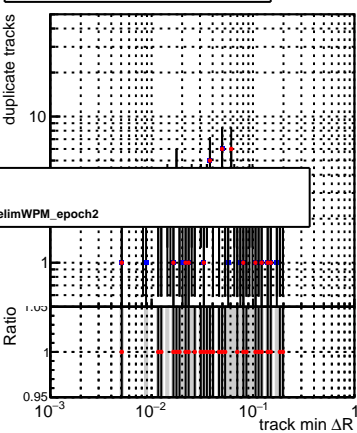 duplicate tracks
10
elimWPM_epoch2
1
Ratio
1.05
1
0.95
10⁻³ 10⁻² 10⁻¹ 1
track min ΔR